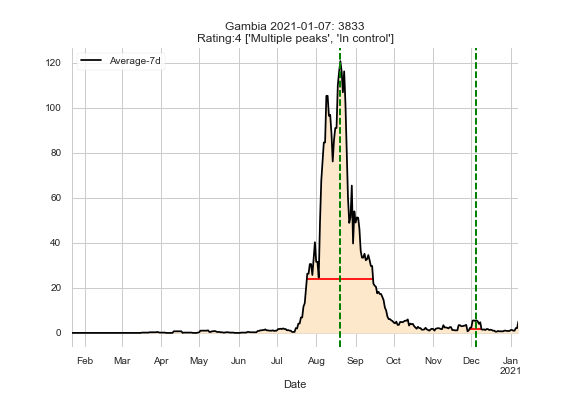 Gambia 2021-01-07: 3833
Rating:4 ['Multiple peaks', 'In control']
Average-7d
120
100
80
60
40
20
0
Feb Mar Apr May Jun Jul Aug Sep Oct Nov Dec Jan
2021
Date